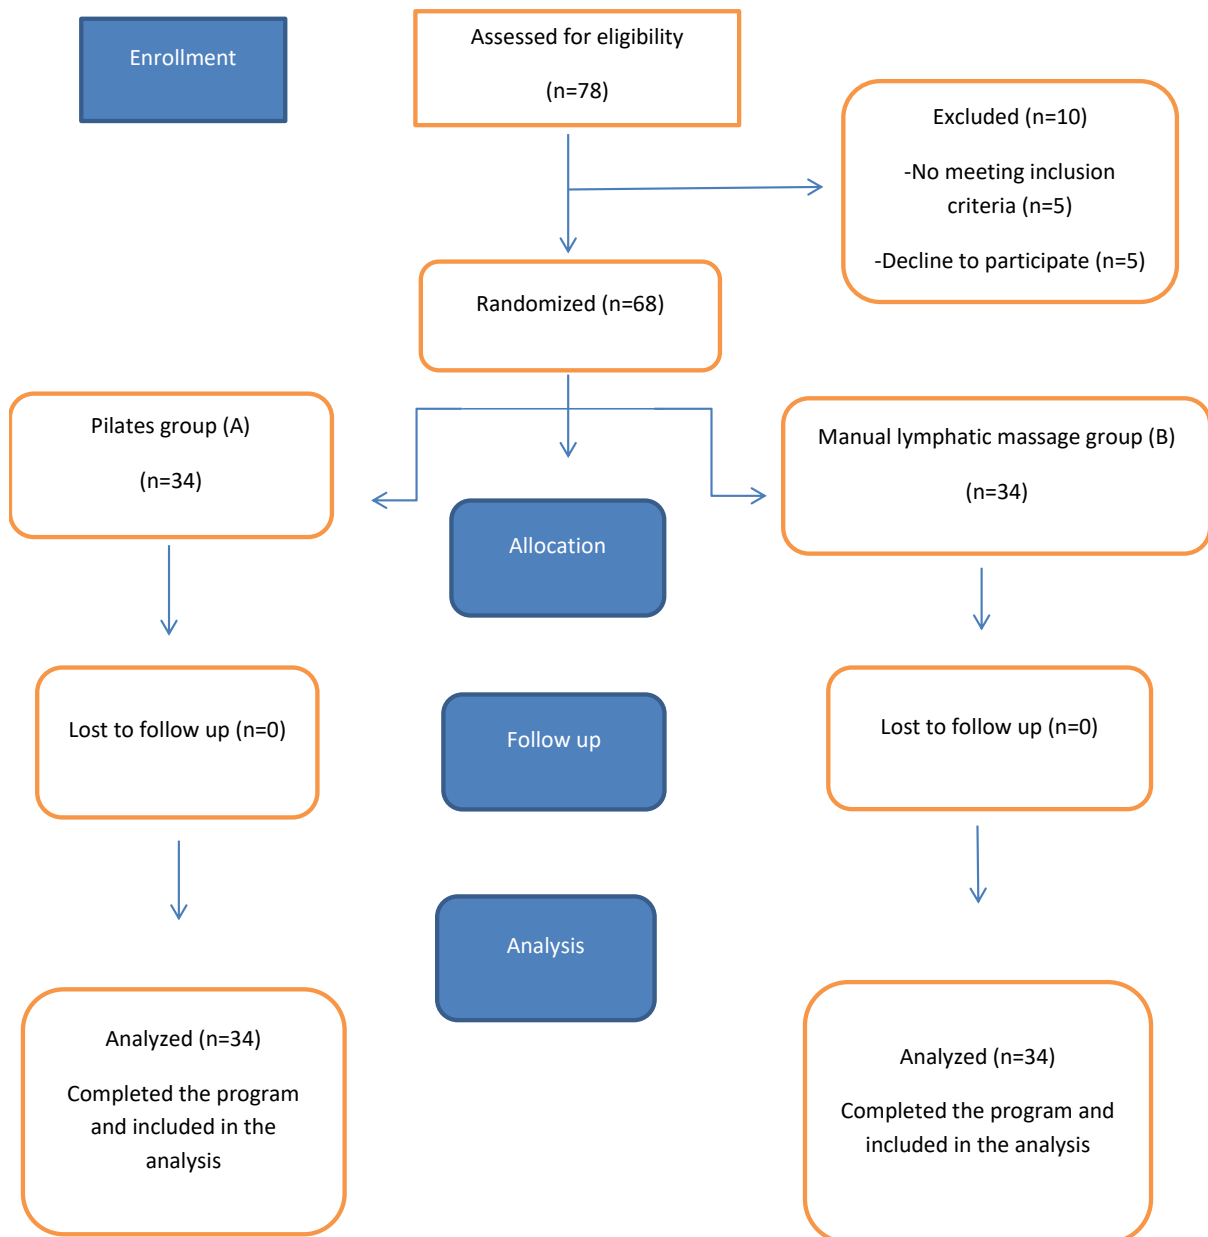 Enrollment
Assessed for eligibility
(n=78)
Excluded (n=10)
-No meeting inclusion
criteria (n=5)
-Decline to participate (n=5)
Randomized (n=68)
Pilates group (A)
(n=34)
Manual lymphatic massage group (B)
(n=34)
Allocation
Lost to follow up (n=0)
Follow up
Lost to follow up (n=0)
Analysis
Analyzed (n=34)
Completed the program
and included in the
analysis
Analyzed (n=34)
Completed the program and
included in the analysis